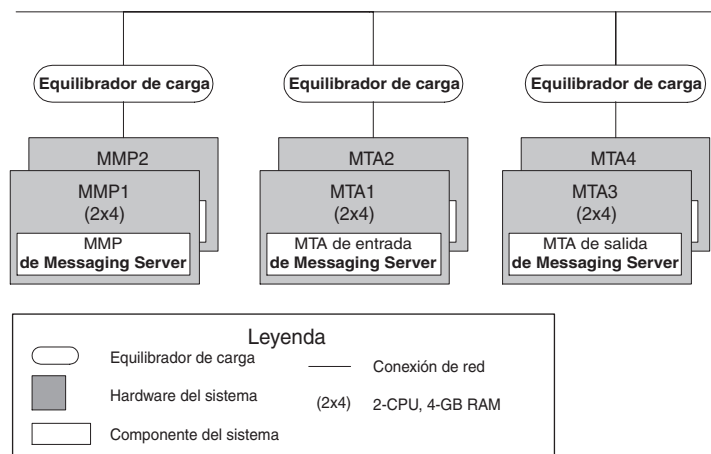 Equilibrador de carga
Equilibrador de carga
Equilibrador de carga
MMP2
MTA2
MTA4
MMP1
(2x4)
MTA1
(2x4)
MTA3
(2x4)
MMP
de Messaging Server
MTA de entrada
de Messaging Server
MTA de salida
de Messaging Server
Leyenda
Equilibrador de carga
Conexión de red
Hardware del sistema
(2x4)
2-CPU, 4-GB RAM
Componente del sistema